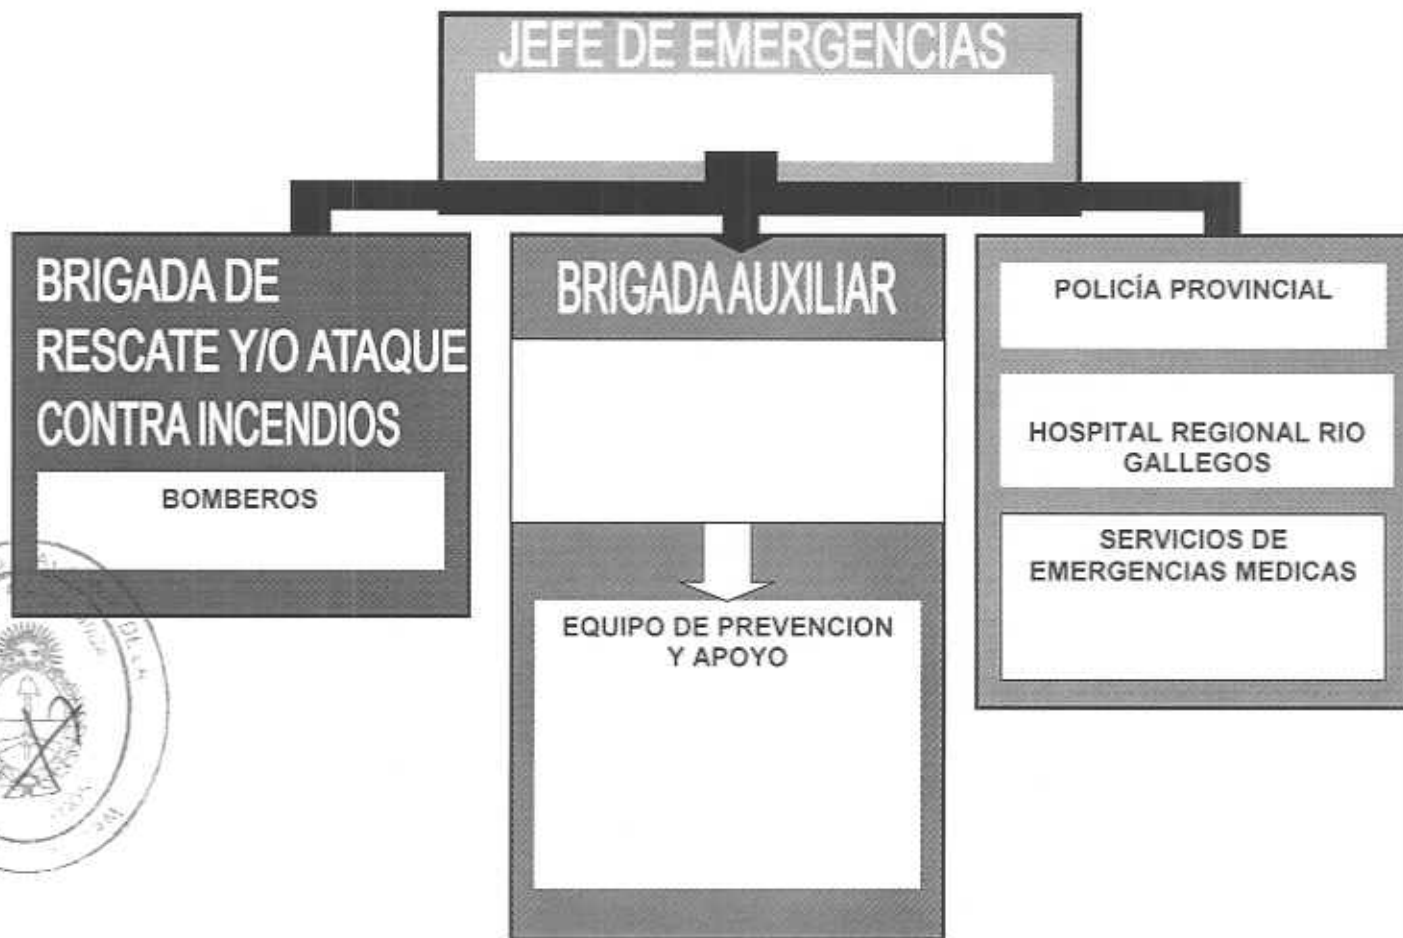 JEFE DE EMERGENCIAS
BRIGADA DE
RESCATE Y/O ATAQUE
CONTRA INCENDIOS
BOMBEROS
BRIGADA AUXILIAR
EQUIPO DE PREVENCION
Y APOYO
POLICÍA PROVINCIAL
HOSPITAL REGIONAL RIO
GALLEGOS
SERVICIOS DE
EMERGENCIAS MEDICAS